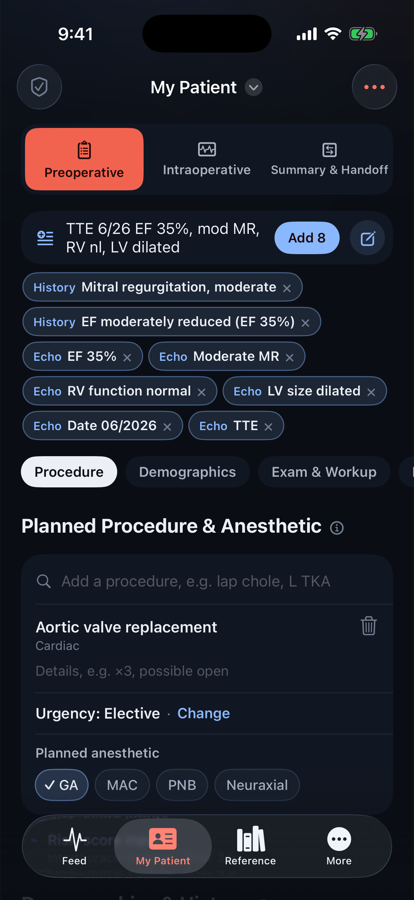 9:41
My Patient
Preoperative
Intraoperative
Summary & Handoff
TTE 6/26 EF 35%, mod MR,
RV nl, LV dilated
Add 8
History Mitral regurgitation, moderate ×
History EF moderately reduced (EF 35%) ×
Echo EF 35% × Echo Moderate MR ×
Echo RV function normal × Echo LV size dilated ×
Echo Date 06/2026 × Echo TTE ×
Procedure Demographics Exam & Workup
Planned Procedure & Anesthetic
Add a procedure, e.g. lap chole, L TKA
Aortic valve replacement
Cardiac
Details, e.g. ×3, possible open
Urgency: Elective · Change
Planned anesthetic
✓ GA MAC PNB Neuraxial
Feed My Patient Reference More